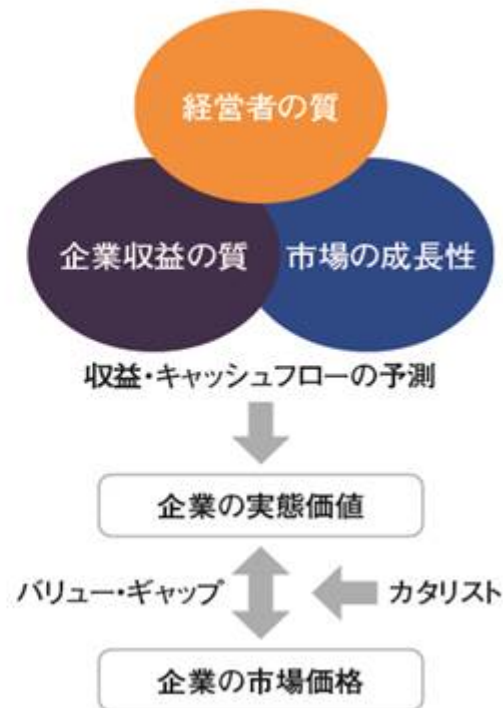 経営者の質
企業収益の質
市場の成長性
収益・キャッシュフローの予測
企業の実態価値
バリュー・ギャップ
カタリスト
企業の市場価格